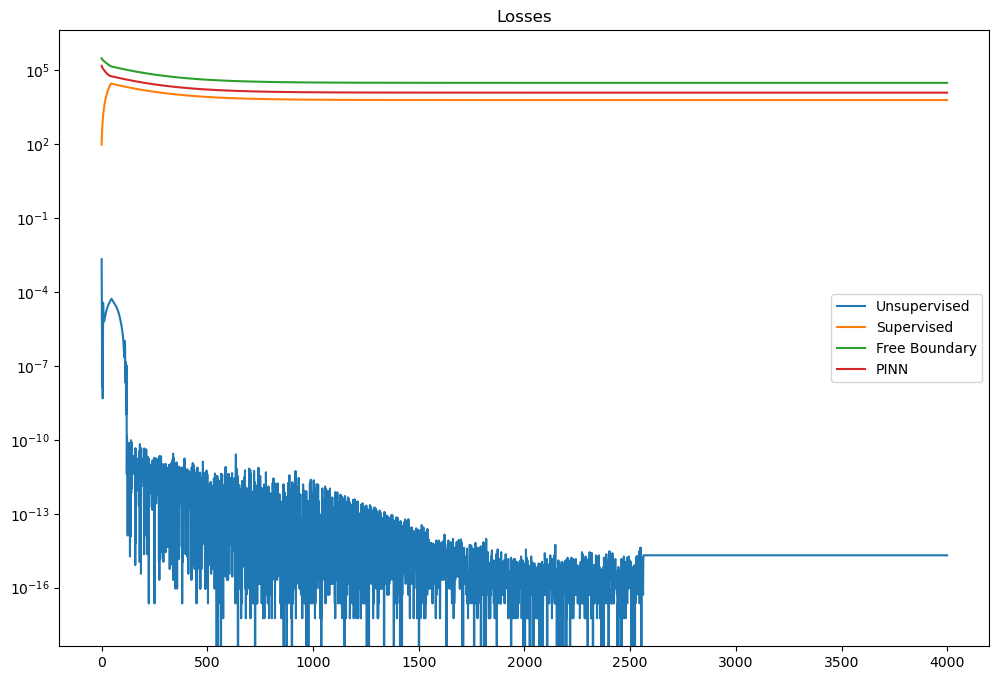 Losses
10^5
10^2
10^-1
10^-4
10^-7
10^-10
10^-13
10^-16
Unsupervised
Supervised
Free Boundary
PINN
0 500 1000 1500 2000 2500 3000 3500 4000